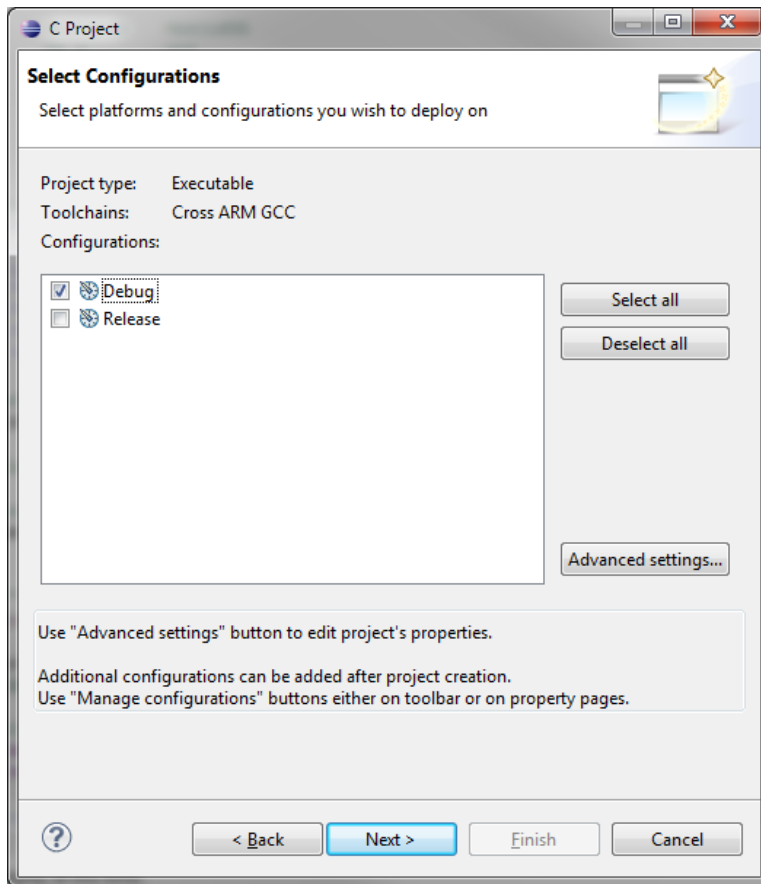 C Project
Select Configurations
Select platforms and configurations you wish to deploy on
Project type: Executable
Toolchains: Cross ARM GCC
Configurations:
Debug
Release
Select all
Deselect all
Advanced settings...
Use "Advanced settings" button to edit project's properties.
Additional configurations can be added after project creation.
Use "Manage configurations" buttons either on toolbar or on property pages.
? < Back Next > Finish Cancel